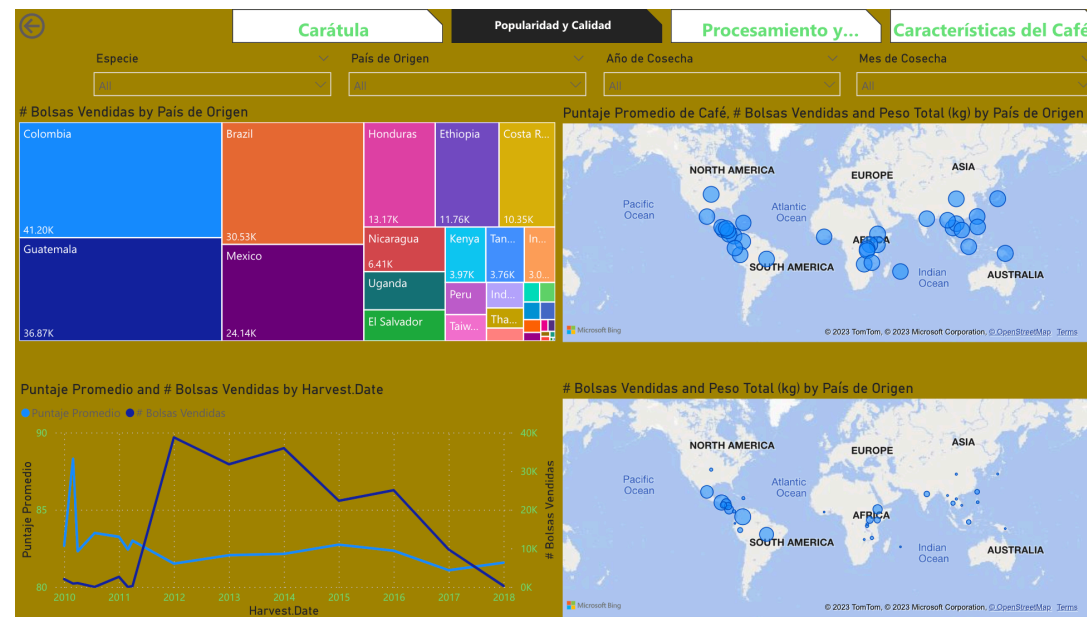 Carátula
Popularidad y Calidad
Procesamiento y...
Características del Café
Especie
País de Origen
Año de Cosecha
Mes de Cosecha
All
All
All
All
# Bolsas Vendidas by País de Origen
Colombia
41.20K
Guatemala
36.87K
Brazil
30.53K
Mexico
24.14K
Honduras
13.17K
Ethiopia
11.76K
Costa R...
10.35K
Nicaragua
6.41K
Uganda
El Salvador
Kenya
3.97K
Tan...
3.76K
In...
3.0...
Peru
Ind...
Taiw...
Tha...
Puntaje Promedio de Café, # Bolsas Vendidas and Peso Total (kg) by País de Origen
NORTH AMERICA
EUROPE
ASIA
Pacific
Ocean
Atlantic
Ocean
AFRICA
SOUTH AMERICA
Indian
Ocean
AUSTRALIA
Microsoft Bing
© 2023 TomTom, © 2023 Microsoft Corporation, © OpenStreetMap Terms
Puntaje Promedio and # Bolsas Vendidas by Harvest.Date
Puntaje Promedio # Bolsas Vendidas
90
85
80
Puntaje Promedio
40K
30K
20K
10K
0K
# Bolsas Vendidas
2010 2011 2012 2013 2014 2015 2016 2017 2018
Harvest.Date
# Bolsas Vendidas and Peso Total (kg) by País de Origen
NORTH AMERICA
EUROPE
ASIA
Pacific
Ocean
Atlantic
Ocean
AFRICA
SOUTH AMERICA
Indian
Ocean
AUSTRALIA
Microsoft Bing
© 2023 TomTom, © 2023 Microsoft Corporation, © OpenStreetMap Terms